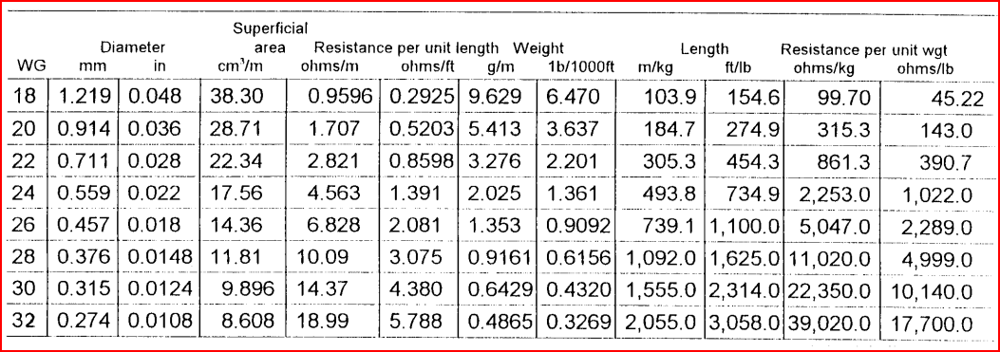 Superficial
Diameter area Resistance per unit length Weight Length Resistance per unit wgt
WG mm in cm³/m ohms/m ohms/ft g/m 1b/1000ft m/kg ft/lb ohms/kg ohms/lb
18 1.219 0.048 38.30 0.9596 0.2925 9.629 6.470 103.9 154.6 99.70 45.22
20 0.914 0.036 28.71 1.707 0.5203 5.413 3.637 184.7 274.9 315.3 143.0
22 0.711 0.028 22.34 2.821 0.8598 3.276 2.201 305.3 454.3 861.3 390.7
24 0.559 0.022 17.56 4.563 1.391 2.025 1.361 493.8 734.9 2,253.0 1,022.0
26 0.457 0.018 14.36 6.828 2.081 1.353 0.9092 739.1 1,100.0 5,047.0 2,289.0
28 0.376 0.0148 11.81 10.09 3.075 0.9161 0.6156 1,092.0 1,625.0 11,020.0 4,999.0
30 0.315 0.0124 9.896 14.37 4.380 0.6429 0.4320 1,555.0 2,314.0 22,350.0 10,140.0
32 0.274 0.0108 8.608 18.99 5.788 0.4865 0.3269 2,055.0 3,058.0 39,020.0 17,700.0